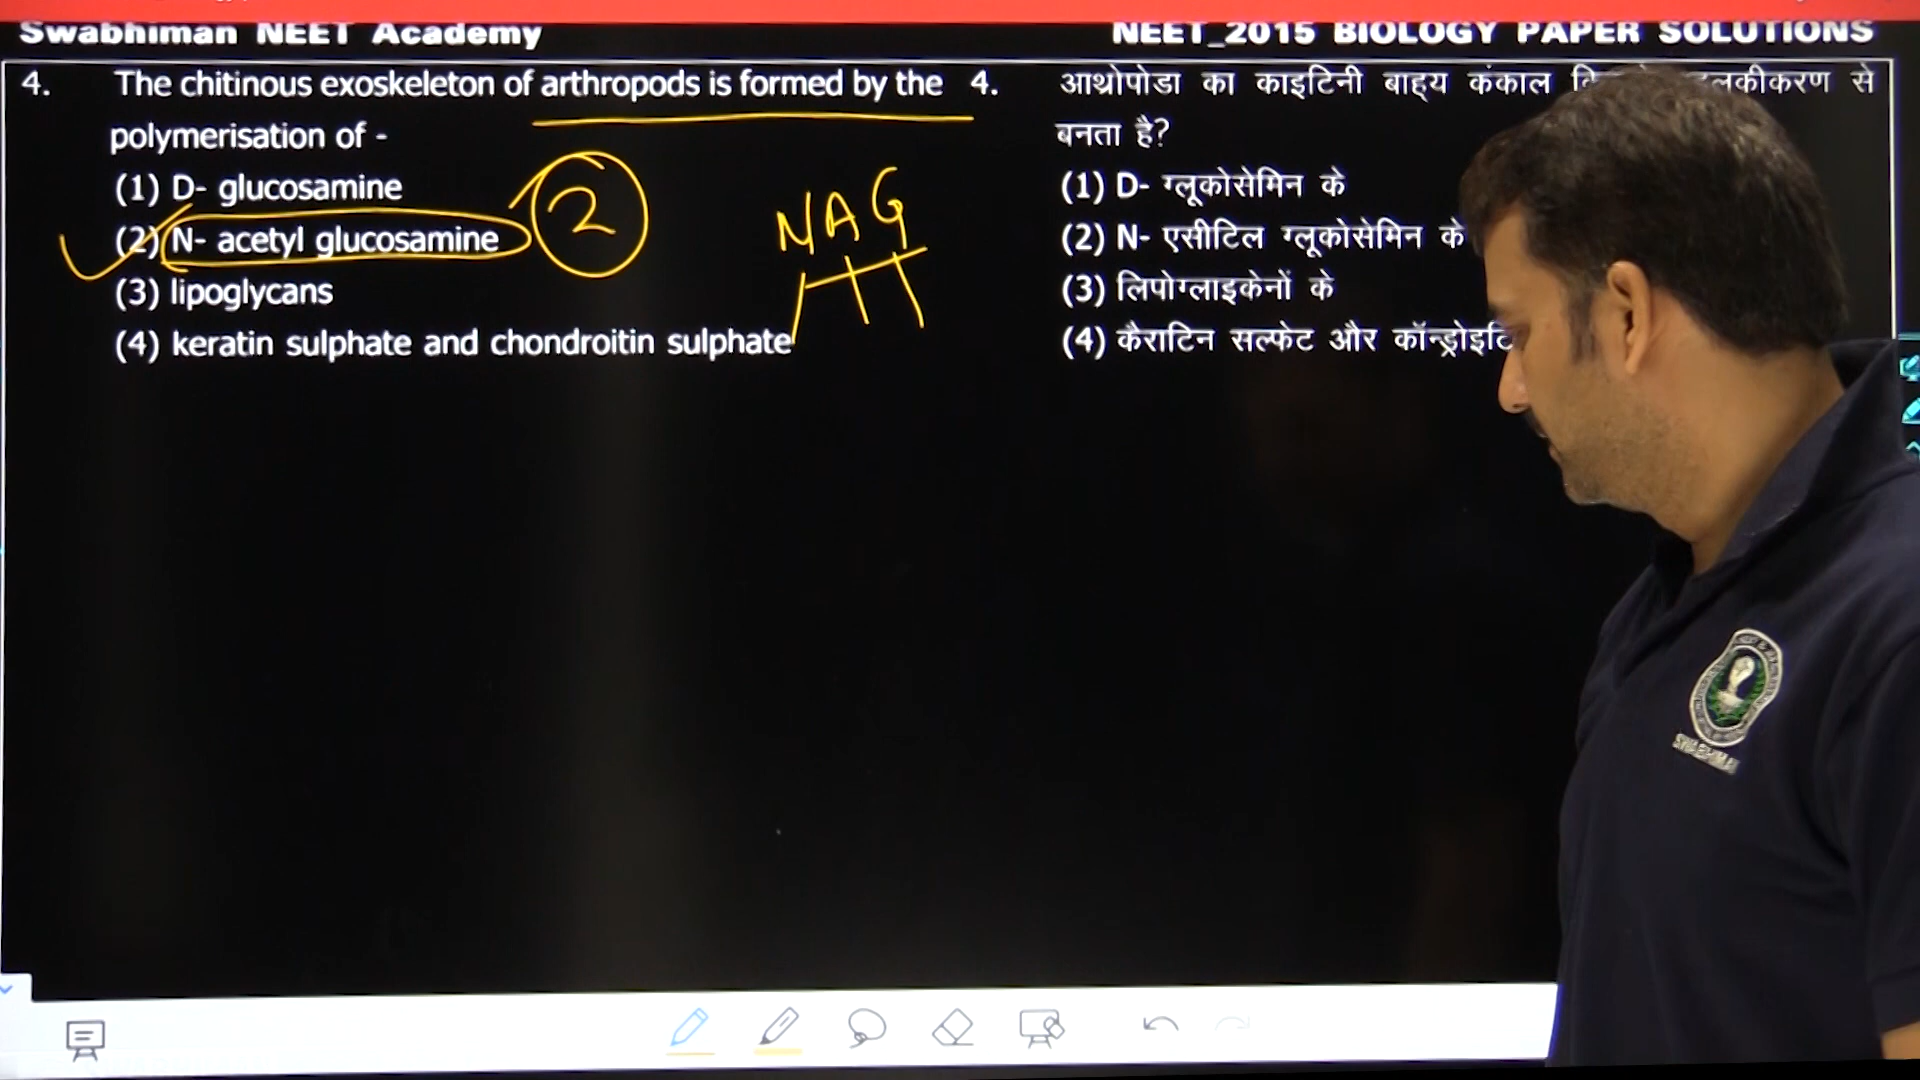 Swabhiman NEET Academy
NEET_2015 BIOLOGY PAPER SOLUTIONS
4. The chitinous exoskeleton of arthropods is formed by the
polymerisation of -
(1) D- glucosamine
(2) N- acetyl glucosamine
(3) lipoglycans
(4) keratin sulphate and chondroitin sulphate
2
NAG
4. आथ्रोपोडा का काइटिनी बाह्य कंकाल से
बनता है?
(1) D- ग्लूकोसेमिन के
(2) N- एसीटिल ग्लूकोसेमिन के
(3) लिपोग्लाइकेनों के
(4) कैराटिन सल्फेट और